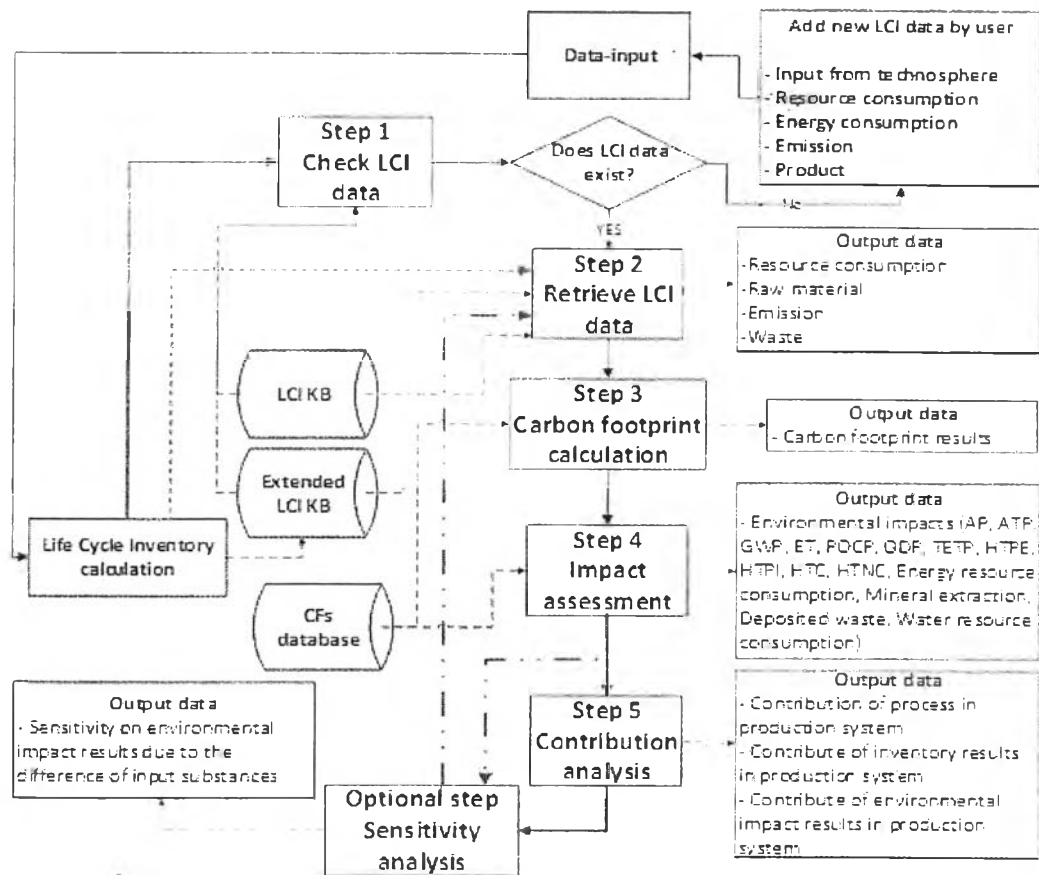 Data-input
Add new LCI data by user
- Input from technosphere
- Resource consumption
- Energy consumption
- Emission
- Product
Step 1
Check LCI
data
Does LCI data
exist?
No
YES
Step 2
Retrieve LCI
data
Output data
-Resource consumption
-Raw material
-Emission
-Waste
LCI KB
Step 3
Carbon footprint
calculation
Output data
- Carbon footprint results
Extended
LCI KB
Life Cycle Inventory
calculation
Step 4
Impact
assessment
Output data
- Environmental impacts (AP, ATP,
GWP, ET, POCP, ODP, TETP, HTPE,
HTPI, HTC, HTNC, Energy resource
consumption, Mineral extraction,
Deposited waste, Water resource
consumption)
CFs
database
Output data
- Sensitivity on environmental
impact results due to the
difference of input substances
Step 5
Contribution
analysis
Output data
- Contribution of process in
production system
- Contribute of inventory results
in production system
- Contribute of environmental
impact results in production
system
Optional step
Sensitivity
analysis